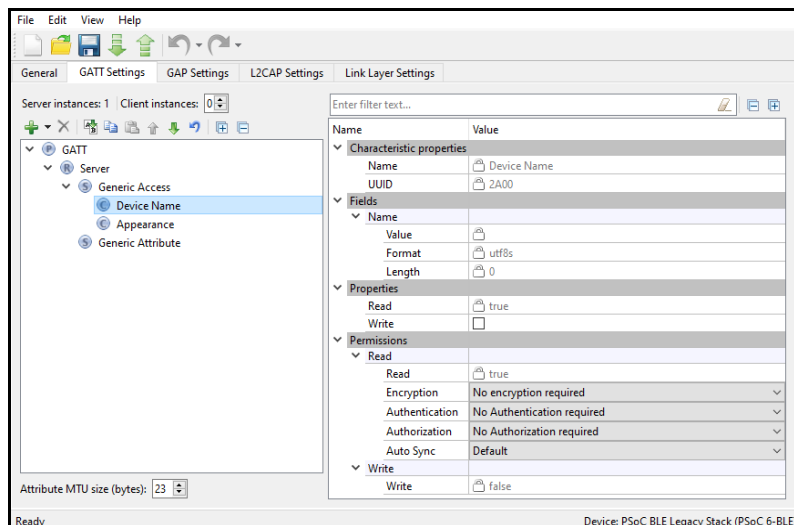 File Edit View Help
General GATT Settings GAP Settings L2CAP Settings Link Layer Settings
Server instances: 1 Client instances: 0
Enter filter text...
P GATT
R Server
S Generic Access
C Device Name
C Appearance
S Generic Attribute
Attribute MTU size (bytes): 23
Name Value
Characteristic properties
Name Device Name
UUID 2A00
Fields
Name
Value
Format utf8s
Length 0
Properties
Read true
Write
Permissions
Read
Read true
Encryption No encryption required
Authentication No Authentication required
Authorization No Authorization required
Auto Sync Default
Write
Write false
Ready Device: PSoC BLE Legacy Stack (PSoC 6-BLE